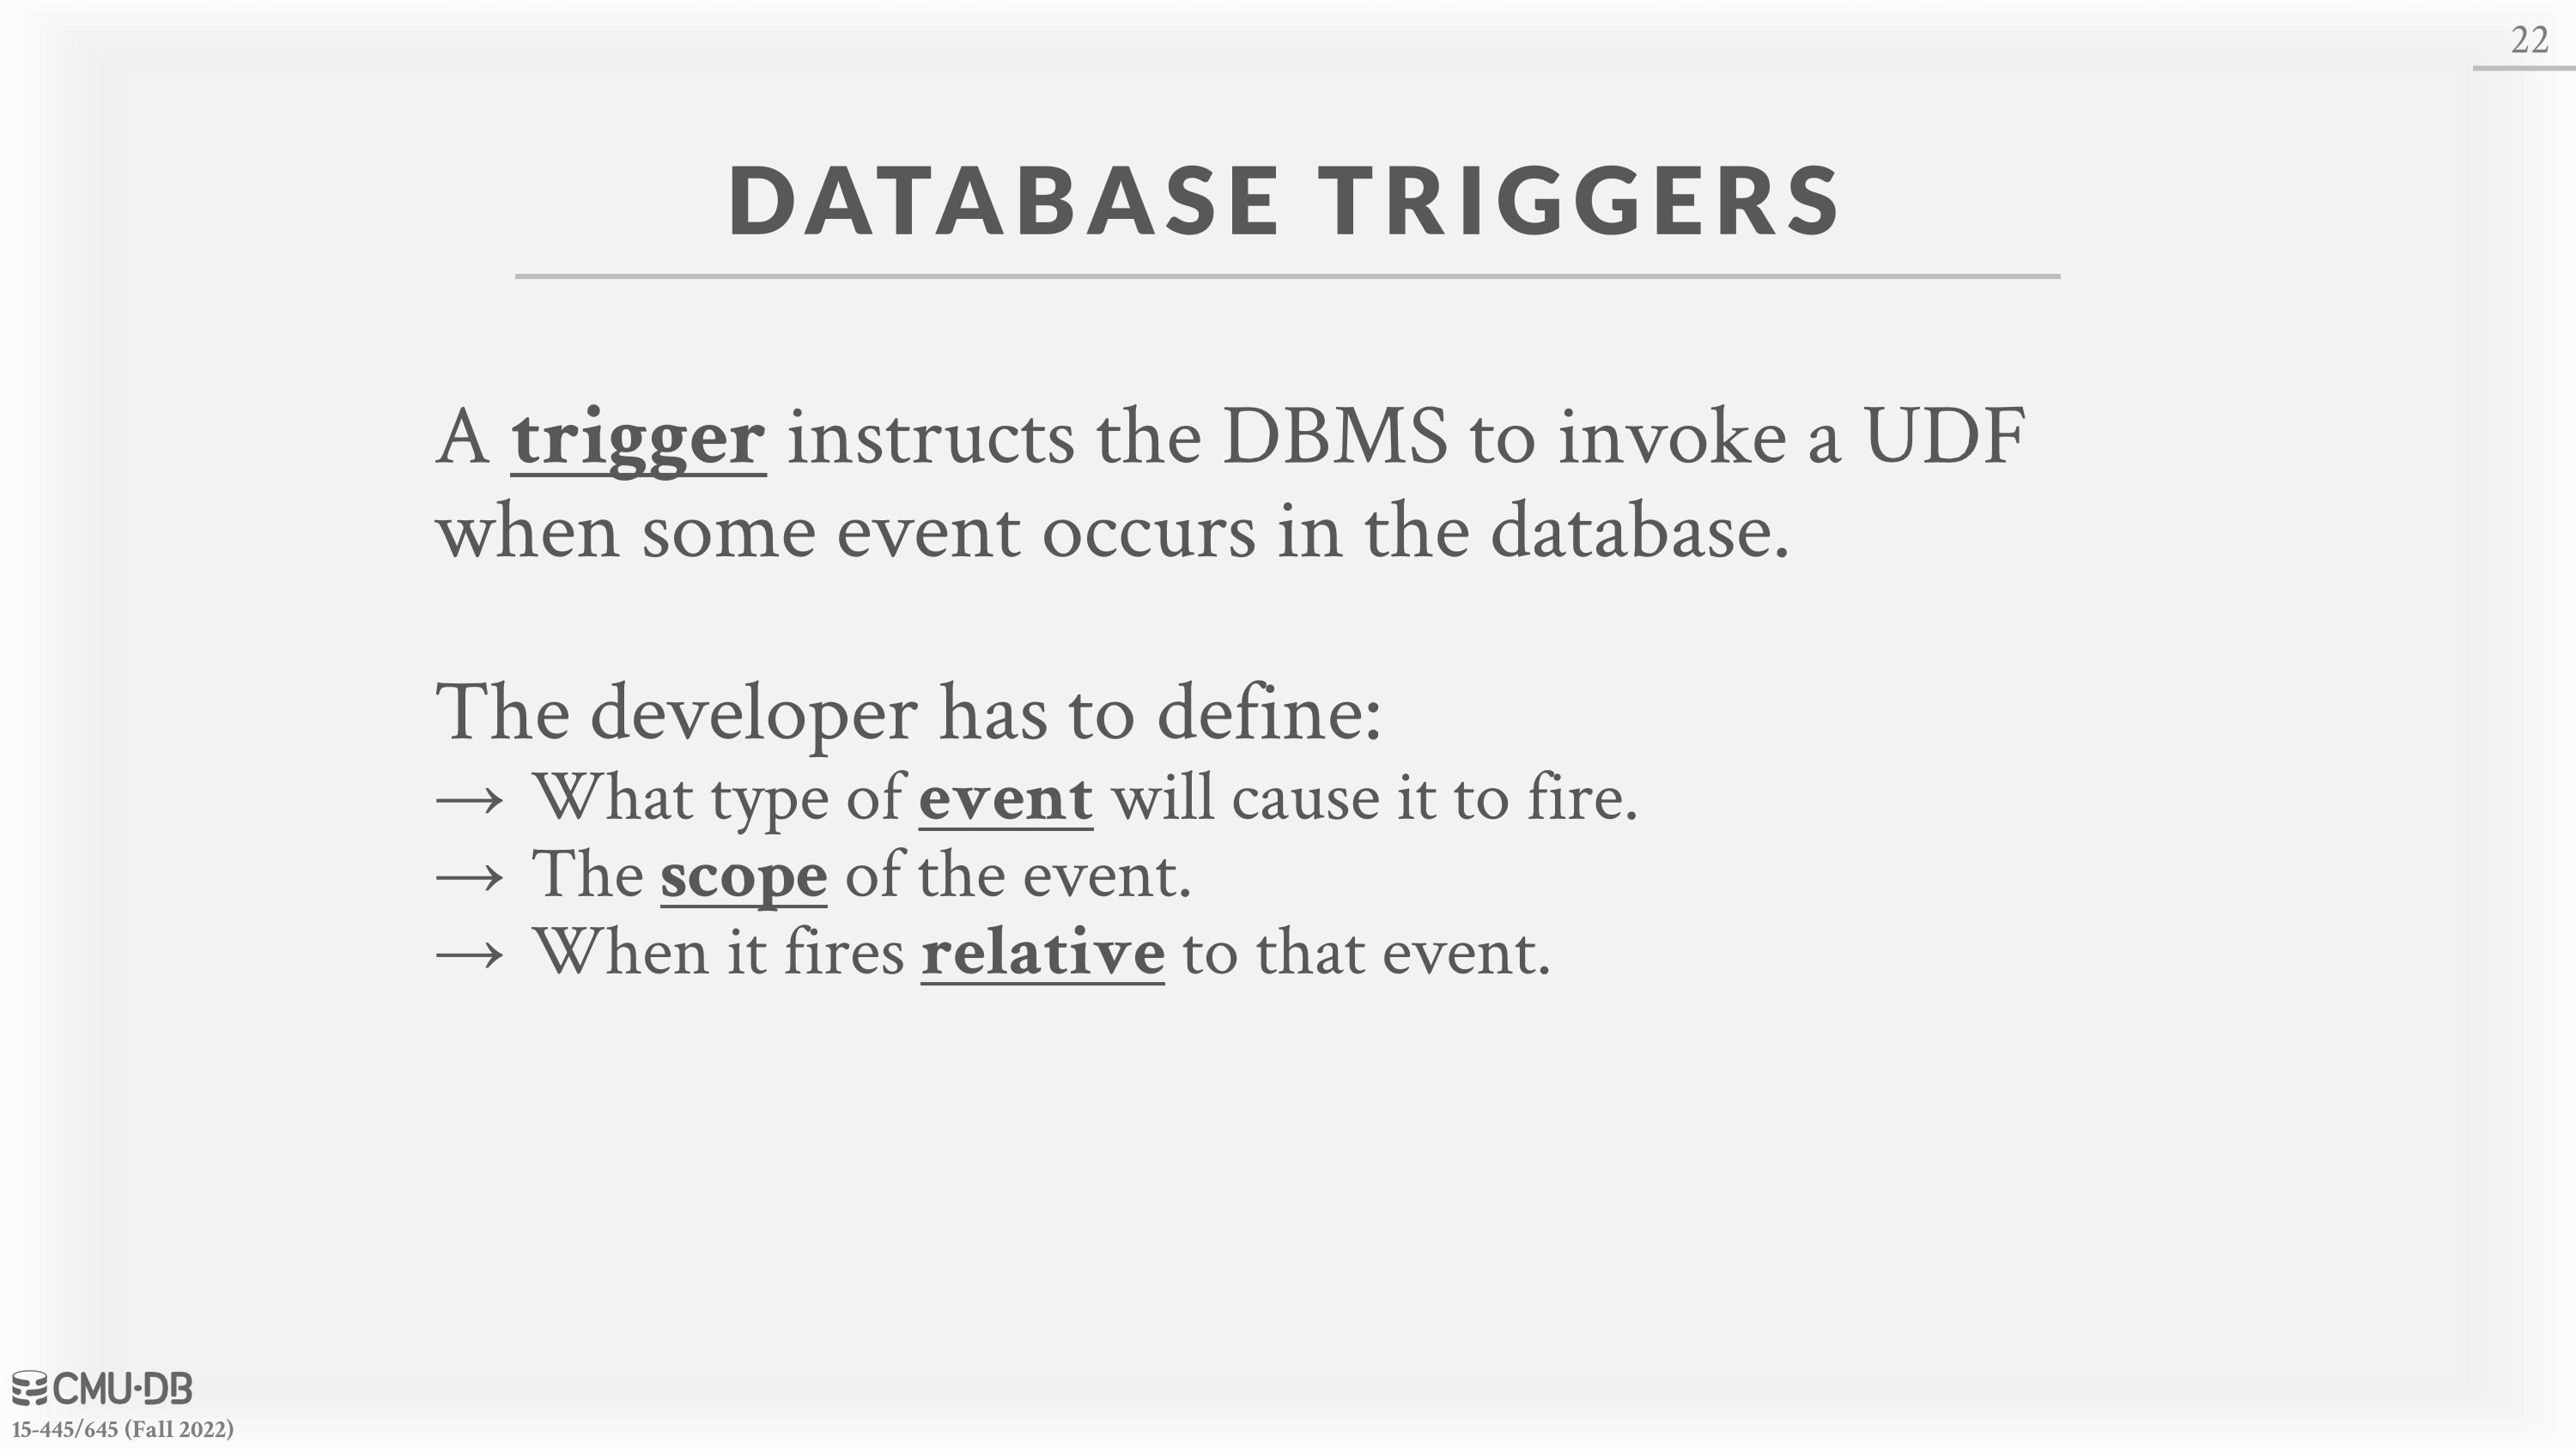 22
DATABASE TRIGGERS
A trigger instructs the DBMS to invoke a UDF
when some event occurs in the database.
The developer has to define:
→ What type of event will cause it to fire.
→ The scope of the event.
→ When it fires relative to that event.
CMU·DB
15-445/645 (Fall 2022)